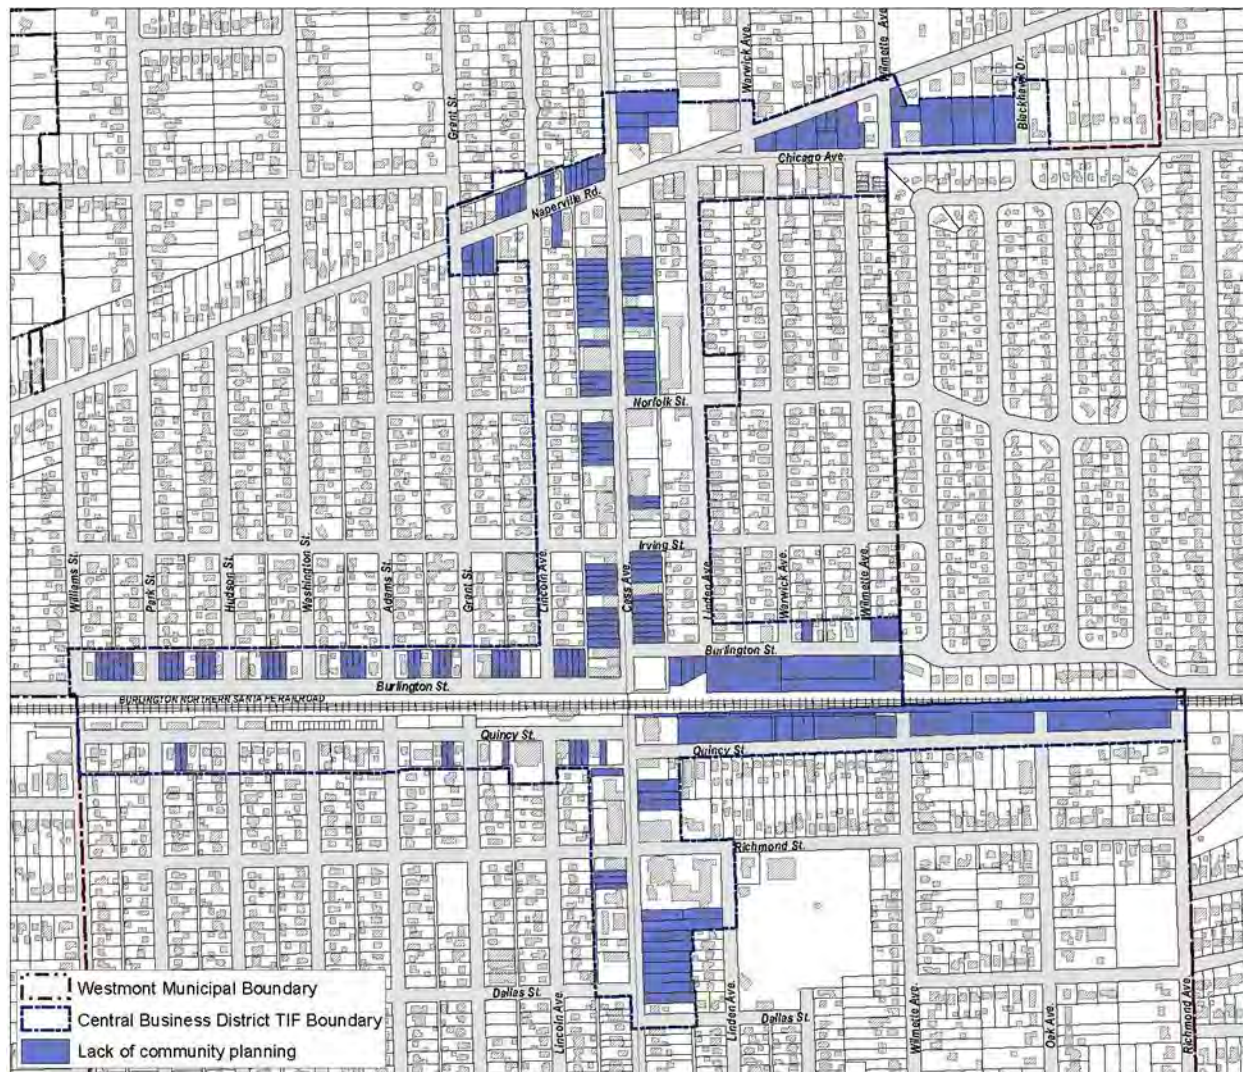 Warwick Ave.
Wilmette Ave.
Blackhawk Dr.
Grant St.
Chicago Ave.
Naperville Rd.
Norfolk St.
Irving St.
Williams St.
Park St.
Hudson St.
Washington St.
Adams St.
Grant St.
Lincoln Ave.
Cass Ave.
Linden Ave.
Warwick Ave.
Wilmette Ave.
Burlington St.
Burlington St.
BURLINGTON NORTHERN SANTA FE RAILROAD
Quincy St.
Quincy St.
Richmond St.
Dallas St.
Lincoln Ave.
Linden Ave.
Dallas St.
Wilmette Ave.
Oak Ave.
Richmond Ave.
Westmont Municipal Boundary
Central Business District TIF Boundary
Lack of community planning